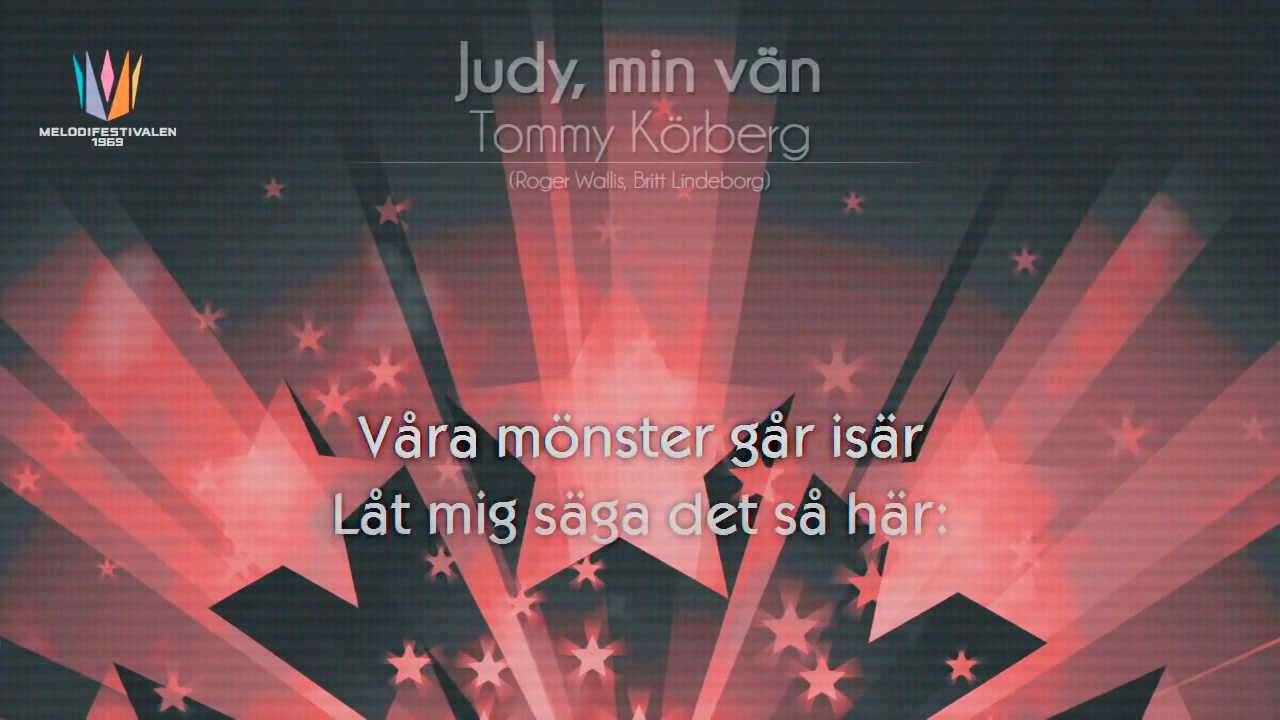 Judy, min vän
Tommy Körberg
(Roger Wallis, Britt Lindeborg)
MELODIFESTIVALEN
1969
Våra mönster går isär
Låt mig säga det så här: